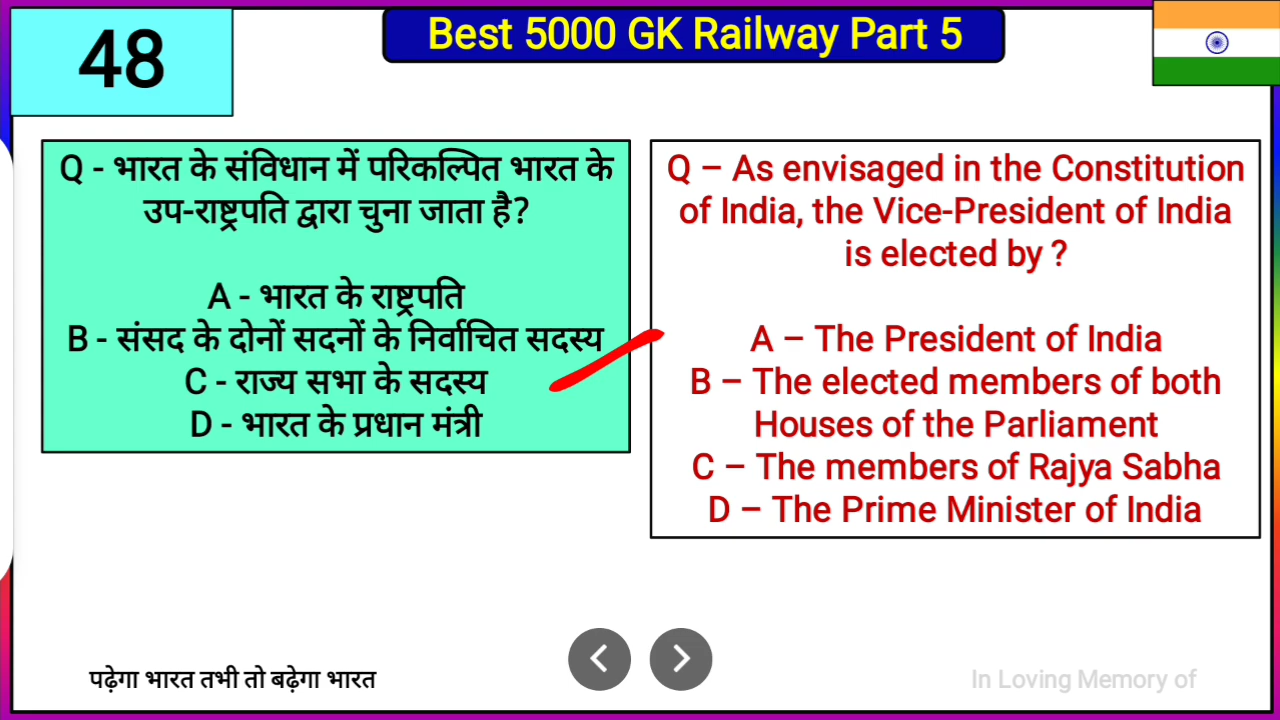 48
Best 5000 GK Railway Part 5
Q - भारत के संविधान में परिकल्पित भारत के
उप-राष्ट्रपति द्वारा चुना जाता है?
A - भारत के राष्ट्रपति
B - संसद के दोनों सदनों के निर्वाचित सदस्य
C - राज्य सभा के सदस्य
D - भारत के प्रधान मंत्री
Q – As envisaged in the Constitution
of India, the Vice-President of India
is elected by ?
A – The President of India
B – The elected members of both
Houses of the Parliament
C – The members of Rajya Sabha
D – The Prime Minister of India
पढ़ेगा भारत तभी तो बढ़ेगा भारत
In Loving Memory of